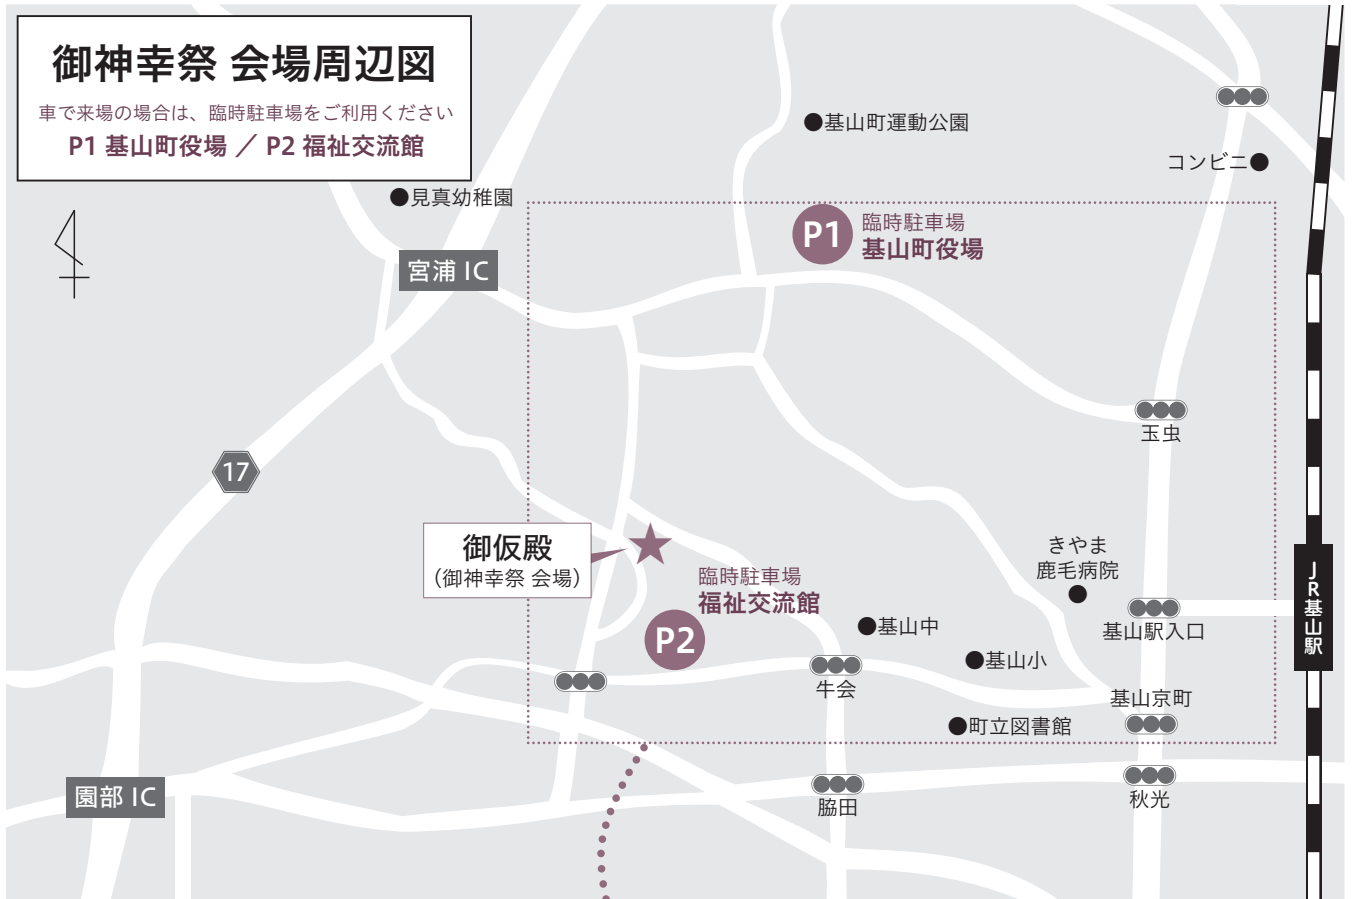 御神幸祭 会場周辺図
車で来場の場合は、臨時駐車場をご利用ください
P1 基山町役場 ／ P2 福祉交流館
基山町運動公園
コンビニ
見真幼稚園
P1
臨時駐車場
基山町役場
宮浦 IC
玉虫
17
御仮殿
（御神幸祭 会場）
きやま
鹿毛病院
JR基山駅
臨時駐車場
福祉交流館
P2
基山中
基山駅入口
基山小
牛会
基山京町
町立図書館
園部 IC
脇田
秋光